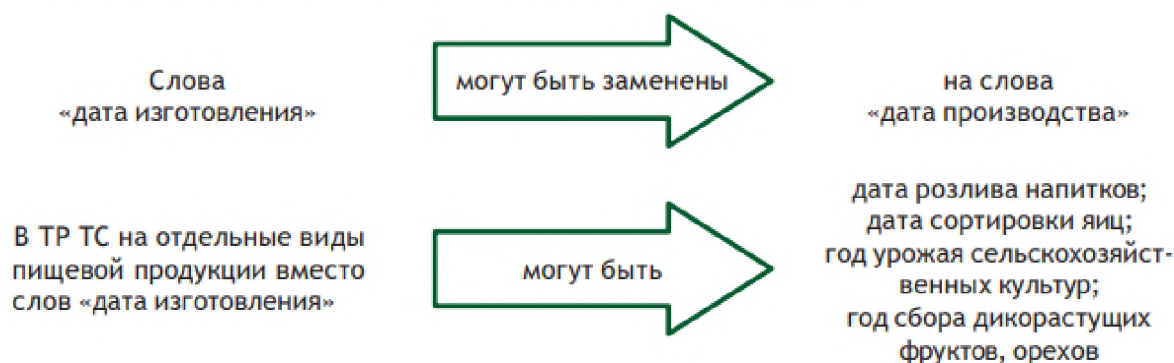 Слова
«дата изготовления»
могут быть заменены
на слова
«дата производства»
В ТР ТС на отдельные виды
пищевой продукции вместо
слов «дата изготовления»
могут быть
дата розлива напитков;
дата сортировки яиц;
год урожая сельскохозяйст-
венных культур;
год сбора дикорастущих
фруктов, орехов